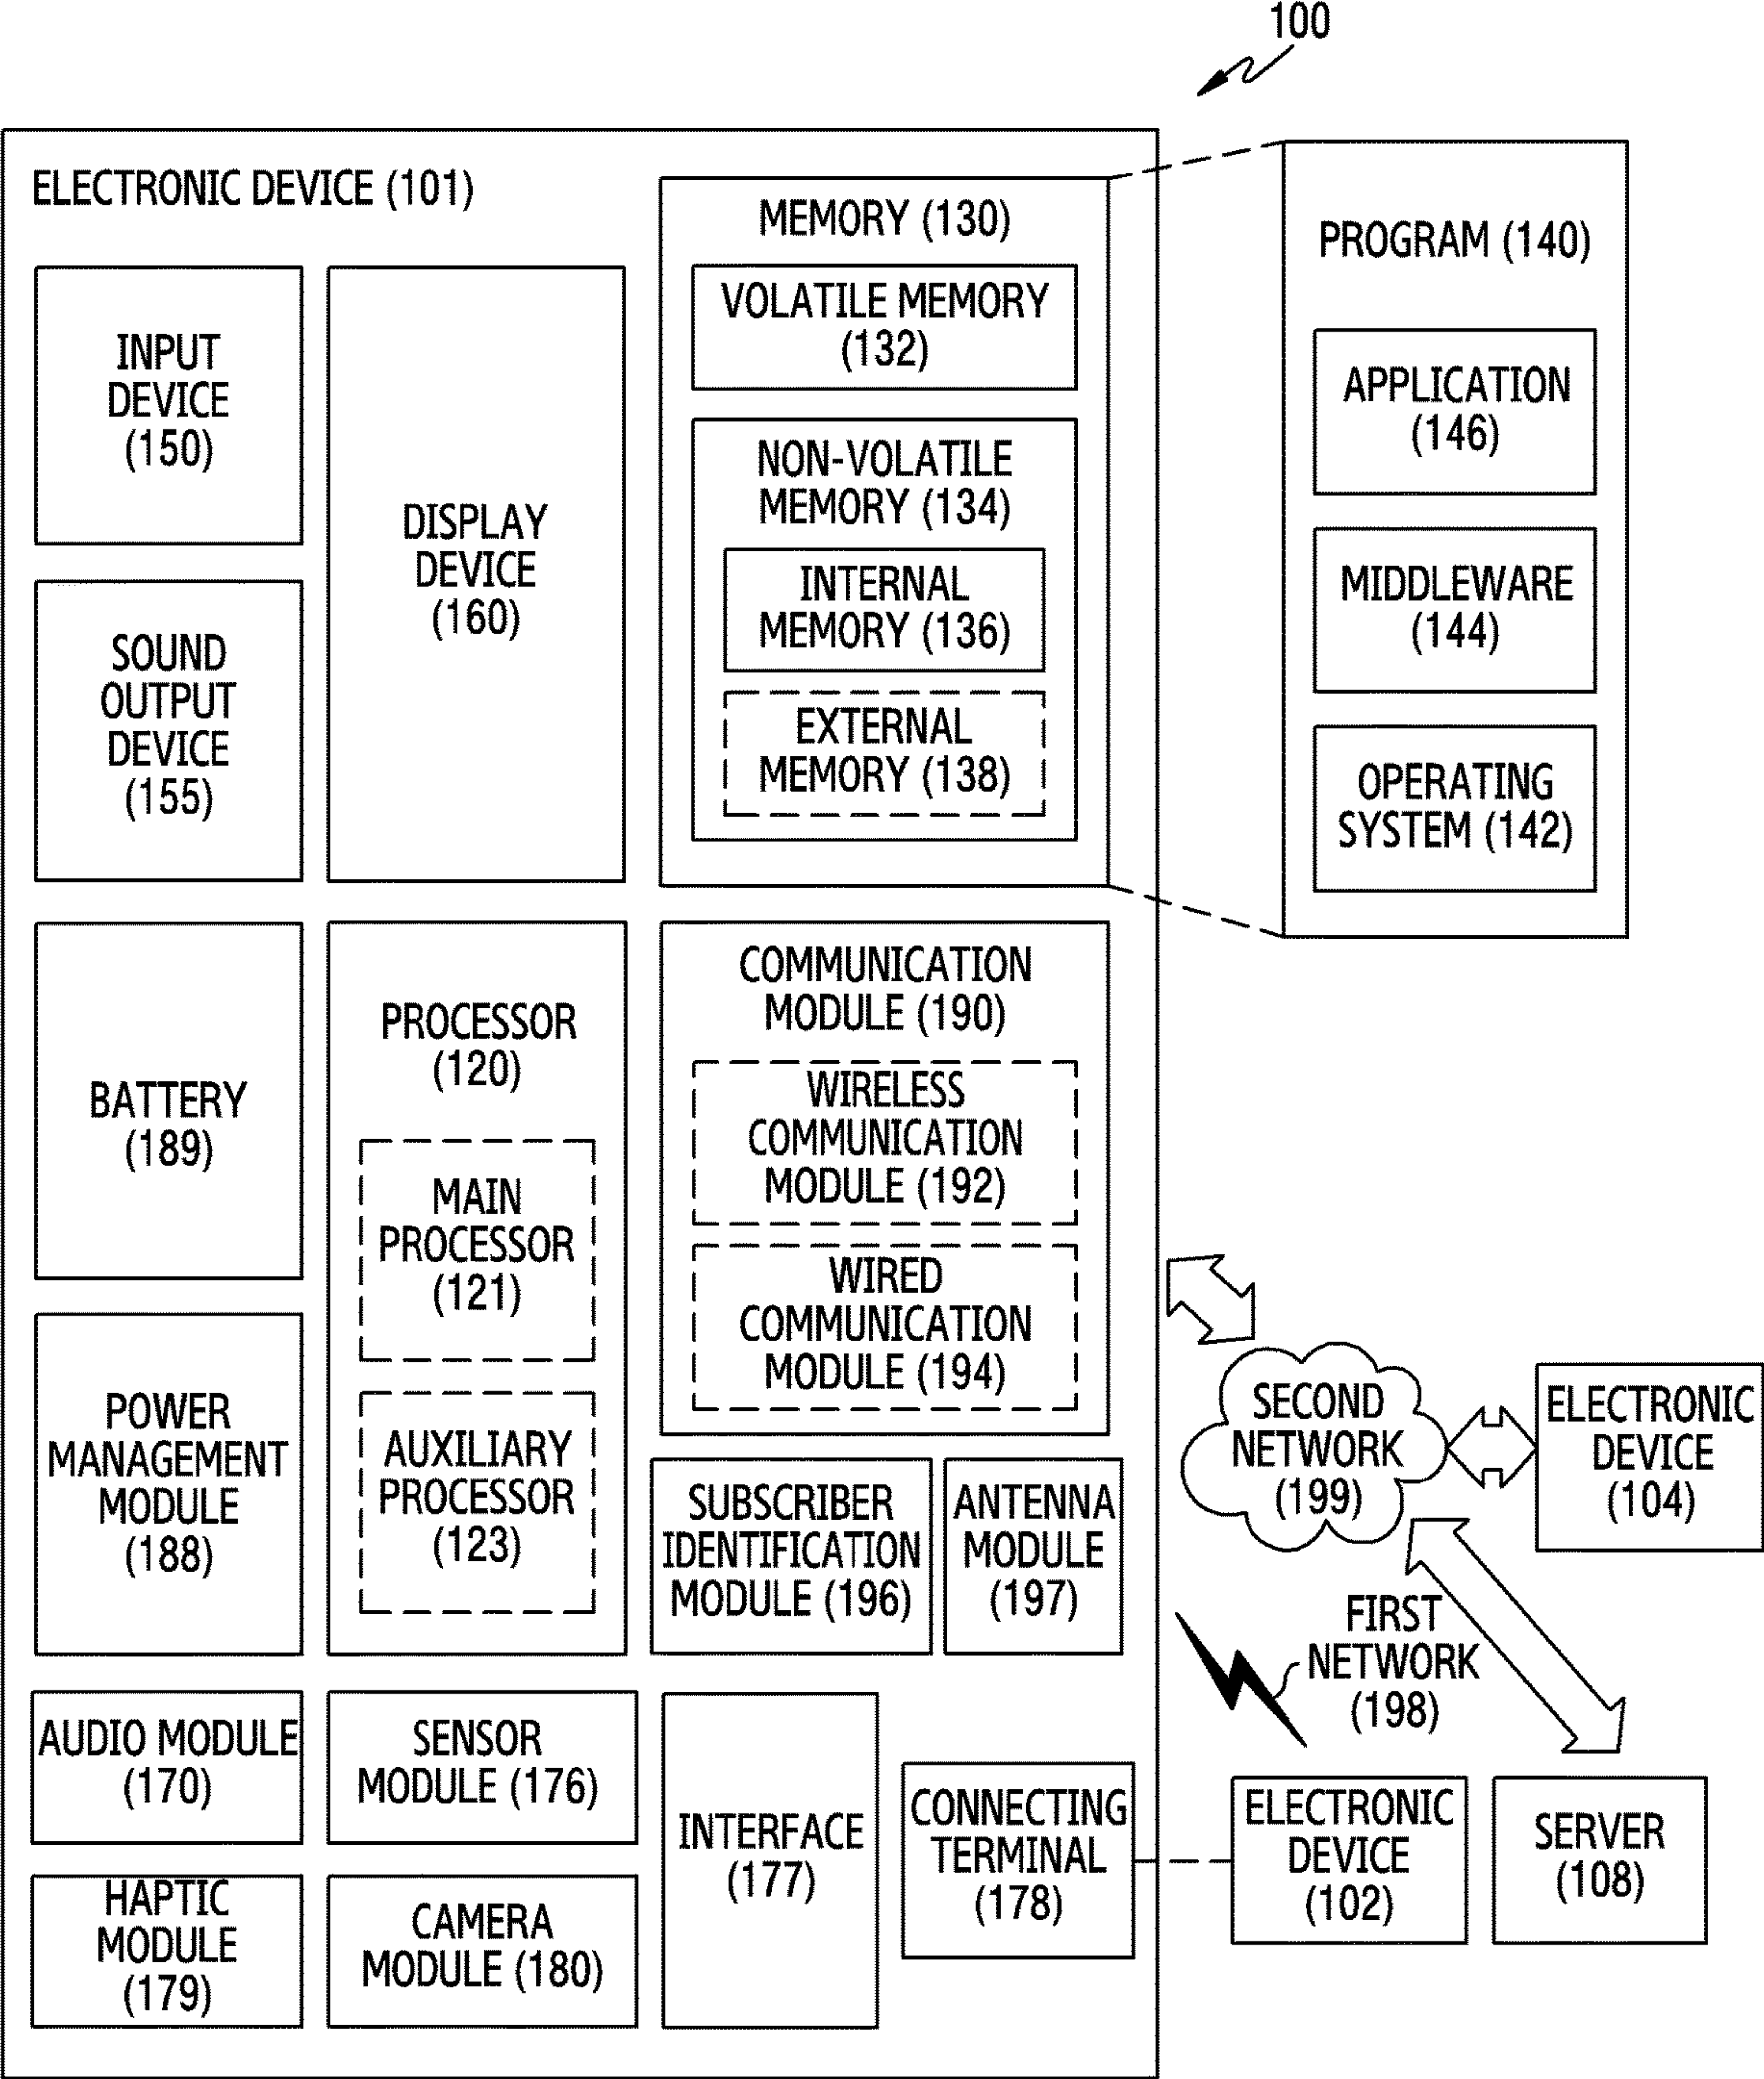 100
ELECTRONIC DEVICE (101)
INPUT
DEVICE
(150)
SOUND
OUTPUT
DEVICE
(155)
DISPLAY
DEVICE
(160)
MEMORY (130)
VOLATILE MEMORY
(132)
NON-VOLATILE
MEMORY (134)
INTERNAL
MEMORY (136)
EXTERNAL
MEMORY (138)
PROGRAM (140)
APPLICATION
(146)
MIDDLEWARE
(144)
OPERATING
SYSTEM (142)
BATTERY
(189)
POWER
MANAGEMENT
MODULE
(188)
PROCESSOR
(120)
MAIN
PROCESSOR
(121)
AUXILIARY
PROCESSOR
(123)
COMMUNICATION
MODULE (190)
WIRELESS
COMMUNICATION
MODULE (192)
WIRED
COMMUNICATION
MODULE (194)
SUBSCRIBER
IDENTIFICATION
MODULE (196)
ANTENNA
MODULE
(197)
SECOND
NETWORK
(199)
ELECTRONIC
DEVICE
(104)
FIRST
NETWORK
(198)
AUDIO MODULE
(170)
SENSOR
MODULE (176)
HAPTIC
MODULE
(179)
CAMERA
MODULE (180)
INTERFACE
(177)
CONNECTING
TERMINAL
(178)
ELECTRONIC
DEVICE
(102)
SERVER
(108)